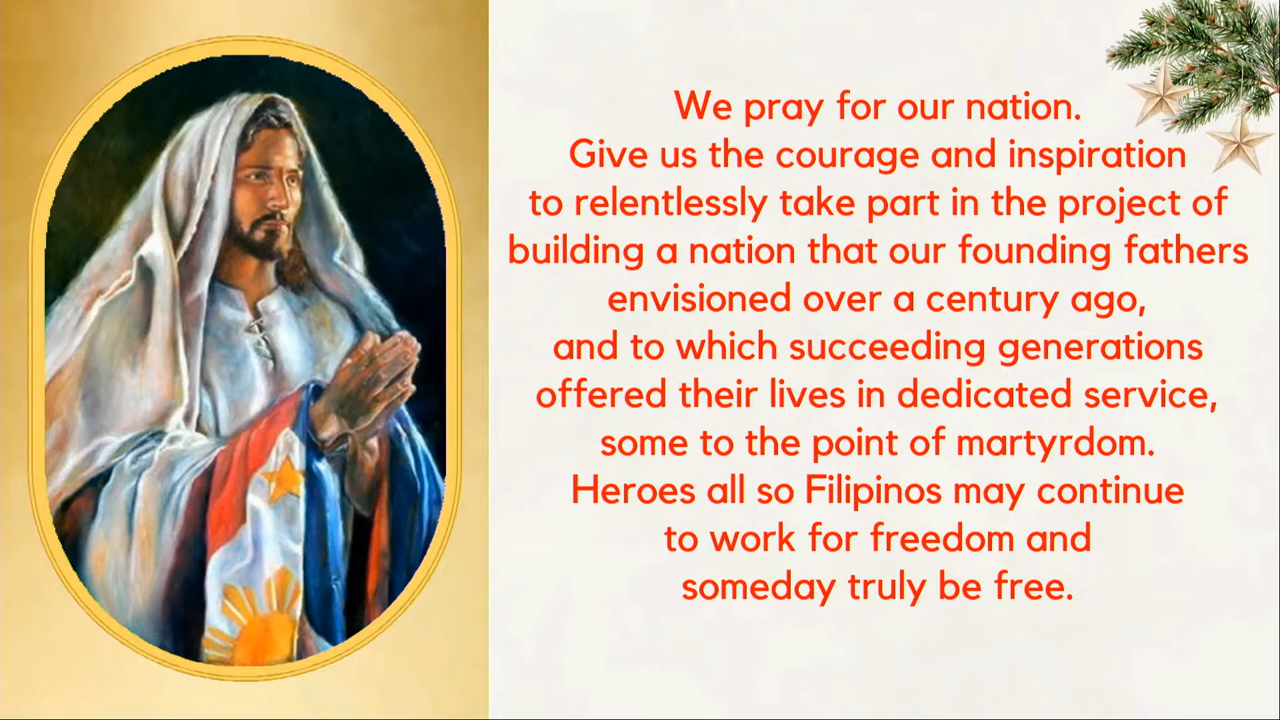 We pray for our nation.
Give us the courage and inspiration
to relentlessly take part in the project of
building a nation that our founding fathers
envisioned over a century ago,
and to which succeeding generations
offered their lives in dedicated service,
some to the point of martyrdom.
Heroes all so Filipinos may continue
to work for freedom and
someday truly be free.